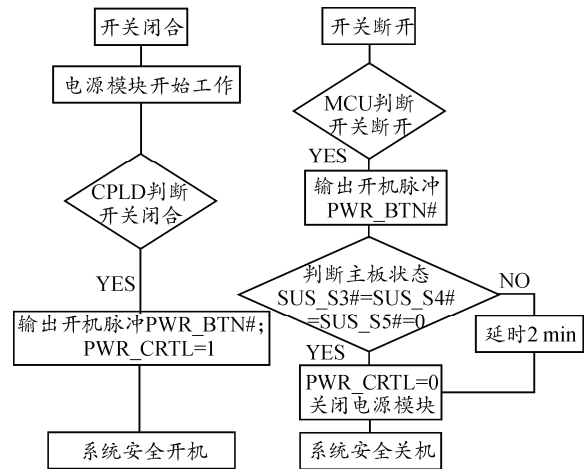 开关闭合
电源模块开始工作
CPLD判断
开关闭合
YES
输出开机脉冲PWR_BTN#;
PWR_CRTL=1
系统安全开机
开关断开
MCU判断
开关断开
YES
输出开机脉冲
PWR_BTN#
判断主板状态
SUS_S3#=SUS_S4#
=SUS_S5#=0
NO
延时2 min
YES
PWR_CRTL=0
关闭电源模块
系统安全关机